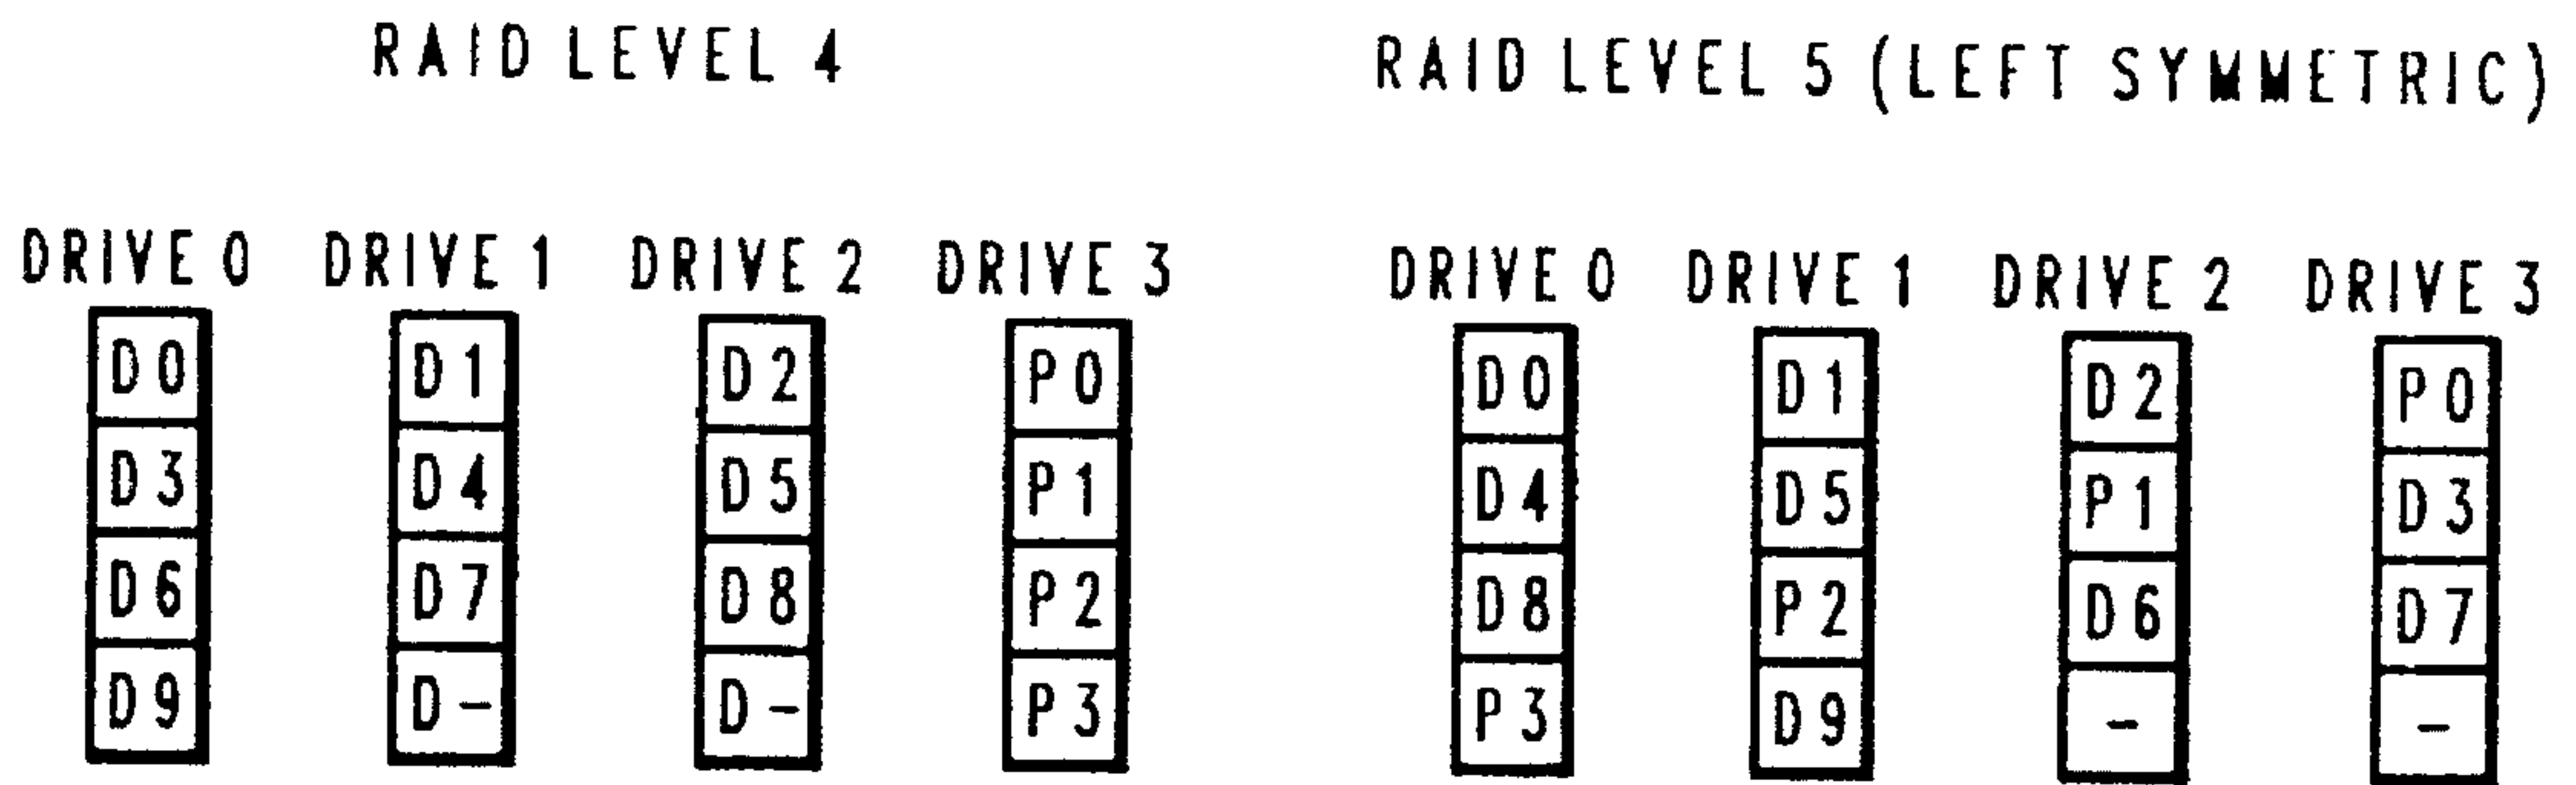 RAID LEVEL 4
DRIVE 0 DRIVE 1 DRIVE 2 DRIVE 3
D0 D1 D2 P0
D3 D4 D5 P1
D6 D7 D8 P2
D9 D- D- P3
RAID LEVEL 5 (LEFT SYMMETRIC)
DRIVE 0 DRIVE 1 DRIVE 2 DRIVE 3
D0 D1 D2 P0
D4 D5 P1 D3
D8 P2 D6 D7
P3 D9 - -